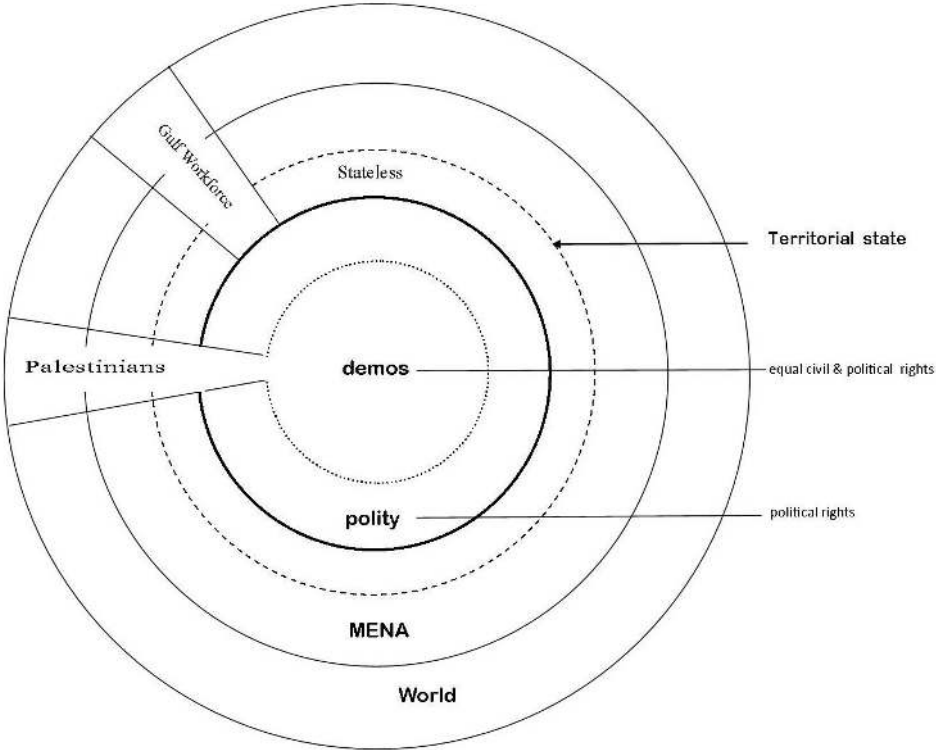 Gulf Workforce
Stateless
Territorial state
Palestinians
demos
equal civil & political rights
polity
political rights
MENA
World